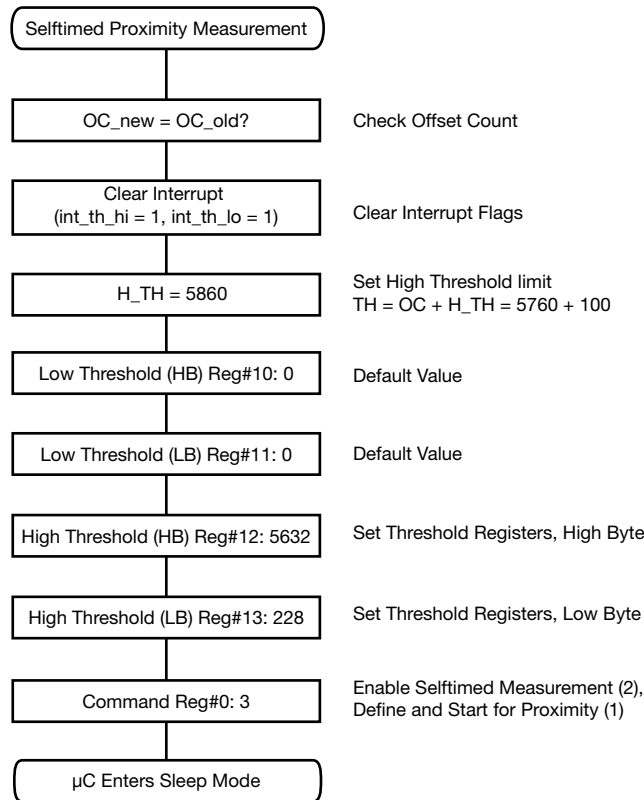 Selftimed Proximity Measurement
OC_new = OC_old?
Check Offset Count
Clear Interrupt
(int_th_hi = 1, int_th_lo = 1)
Clear Interrupt Flags
H_TH = 5860
Set High Threshold limit
TH = OC + H_TH = 5760 + 100
Low Threshold (HB) Reg#10: 0
Default Value
Low Threshold (LB) Reg#11: 0
Default Value
High Threshold (HB) Reg#12: 5632
Set Threshold Registers, High Byte
High Threshold (LB) Reg#13: 228
Set Threshold Registers, Low Byte
Command Reg#0: 3
Enable Selftimed Measurement (2),
Define and Start for Proximity (1)
µC Enters Sleep Mode